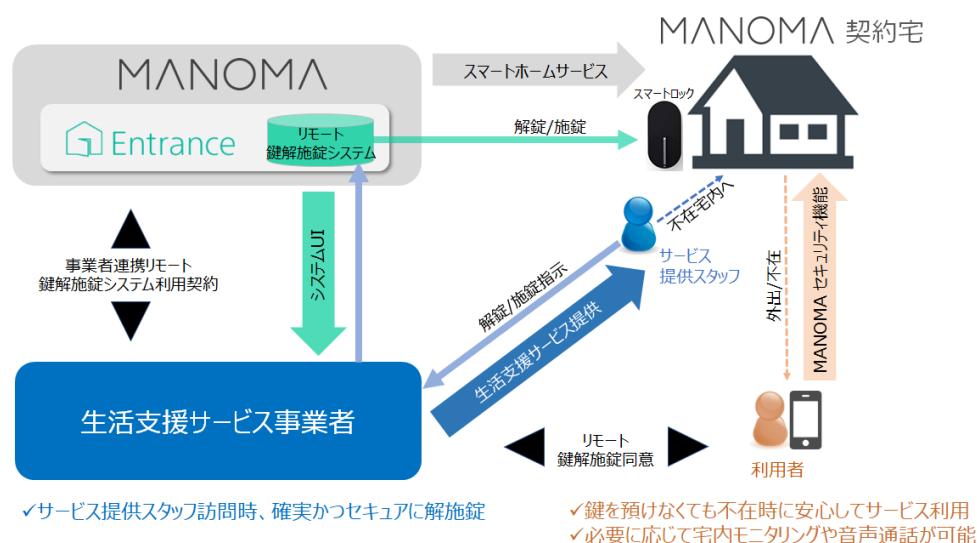 MANOMA 契約宅
MANOMA
スマートホームサービス
スマートロック
Entrance
リモート
鍵解施錠システム
解錠/施錠
不在宅内へ
システムUI
サービス
提供スタッフ
事業者連携リモート
鍵解施錠システム利用契約
解錠/施錠指示
生活支援サービス提供
外出/不在
MANOMA セキュリティ機能
生活支援サービス事業者
リモート
鍵解施錠同意
利用者
✓サービス提供スタッフ訪問時、確実かつセキュアに解施錠
✓鍵を預けなくても不在時に安心してサービス利用
✓必要に応じて宅内モニタリングや音声通話が可能